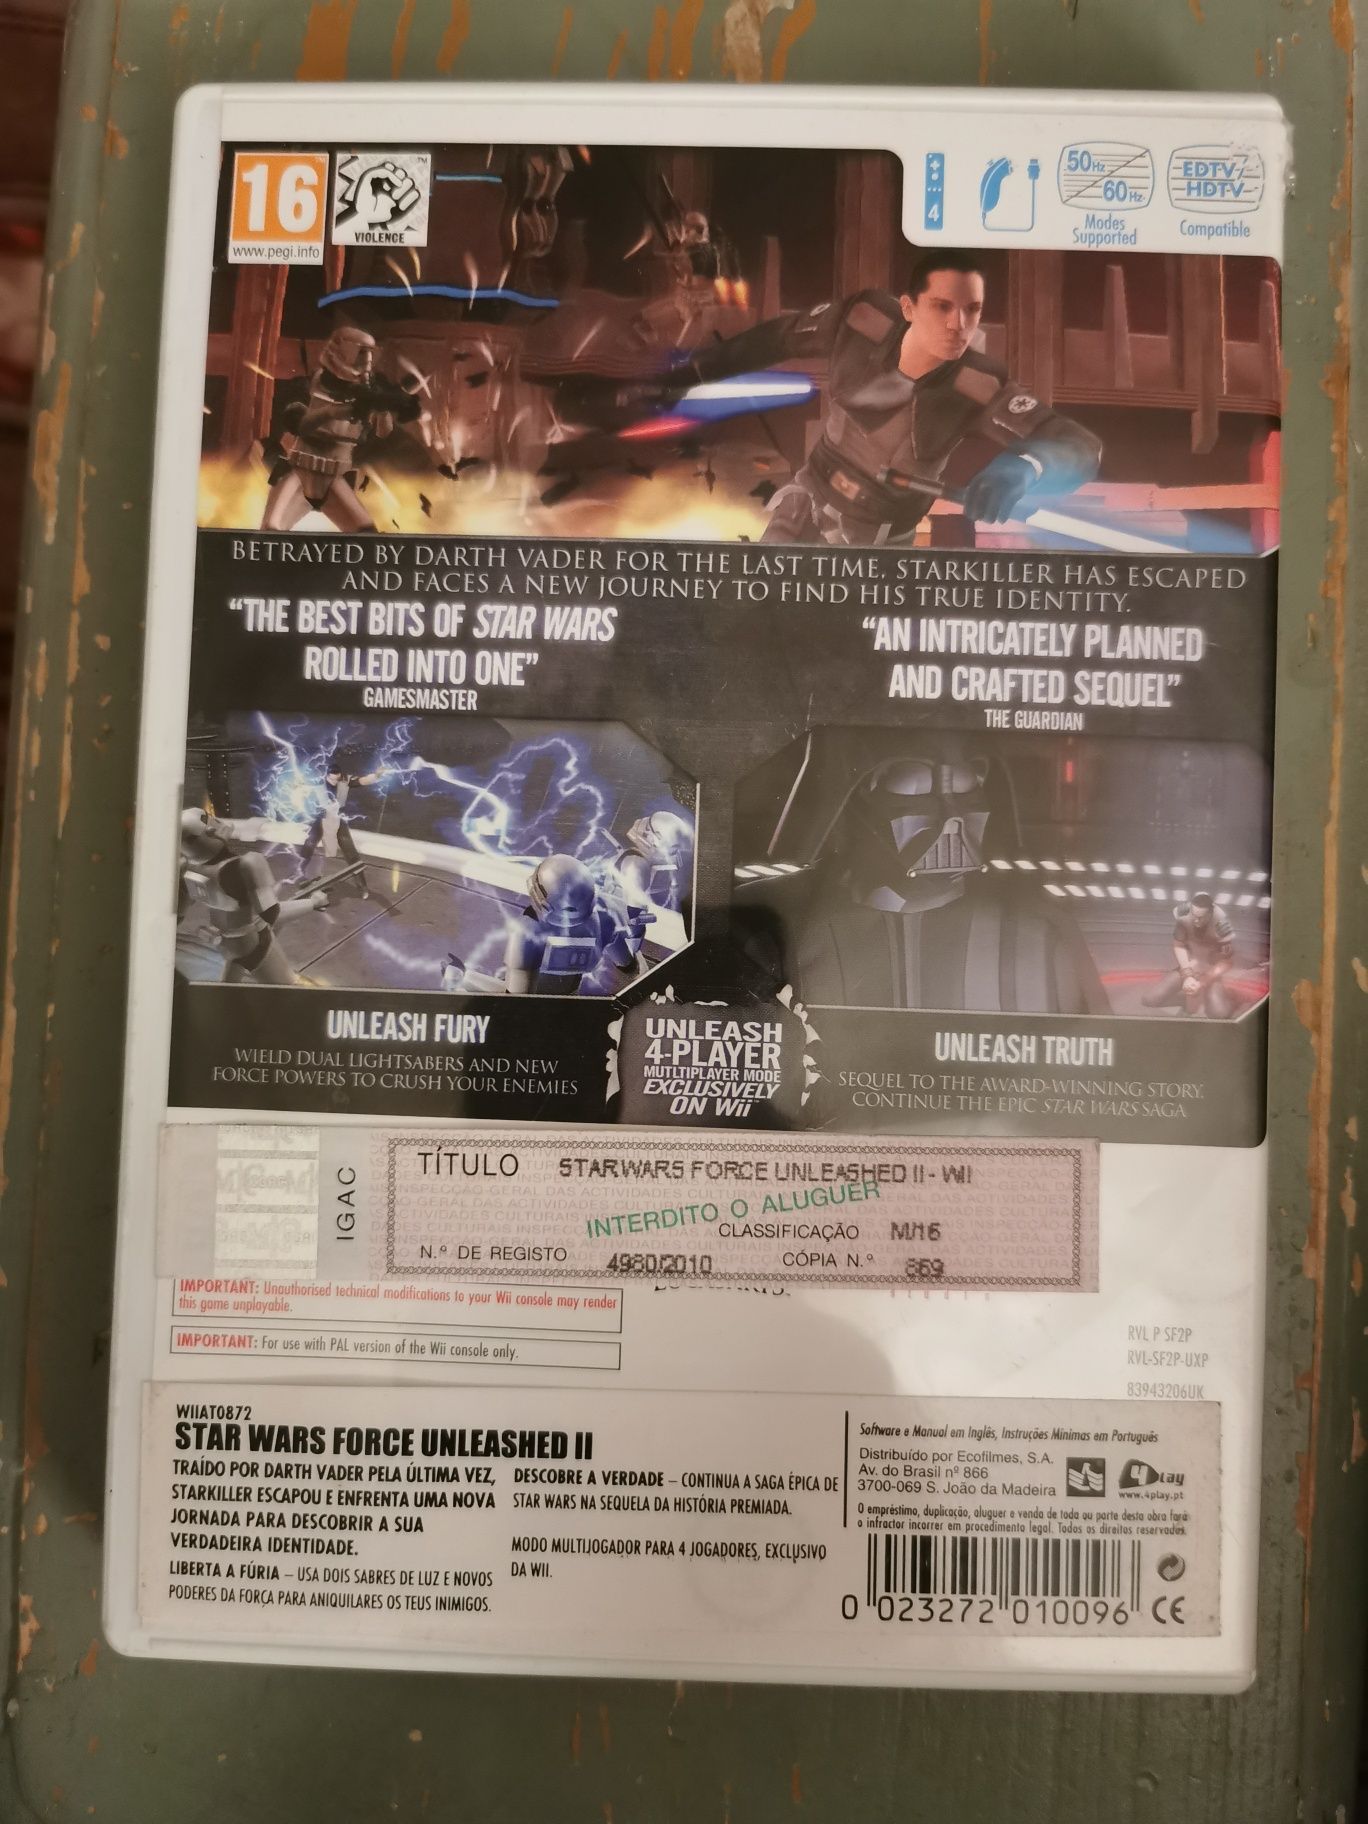 16
www.pegi.info
VIOLENCE
4
50Hz
60Hz
Modes
Supported
EDTV
HDTV
Compatible
BETRAYED BY DARTH VADER FOR THE LAST TIME, STARKILLER HAS ESCAPED
AND FACES A NEW JOURNEY TO FIND HIS TRUE IDENTITY.
“THE BEST BITS OF STAR WARS
ROLLED INTO ONE”
GAMESMASTER
“AN INTRICATELY PLANNED
AND CRAFTED SEQUEL”
THE GUARDIAN
UNLEASH FURY
WIELD DUAL LIGHTSABERS AND NEW
FORCE POWERS TO CRUSH YOUR ENEMIES
UNLEASH
4-PLAYER
MUTLTIPLAYER MODE
EXCLUSIVELY
ON Wii™
UNLEASH TRUTH
SEQUEL TO THE AWARD-WINNING STORY.
CONTINUE THE EPIC STAR WARS SAGA
IGAC
TÍTULO STARWARS FORCE UNLEASHED II - WII
INTERDITO O ALUGUER
CLASSIFICAÇÃO M/16
N.º DE REGISTO 4980/2010 CÓPIA N.º 869
IMPORTANT: Unauthorised technical modifications to your Wii console may render
this game unplayable.
IMPORTANT: For use with PAL version of the Wii console only.
RVL P SF2P
RVL-SF2P-UXP
83943206UK
WIIAT0872
STAR WARS FORCE UNLEASHED II
TRAÍDO POR DARTH VADER PELA ÚLTIMA VEZ,
STARKILLER ESCAPOU E ENFRENTA UMA NOVA
JORNADA PARA DESCOBRIR A SUA
VERDADEIRA IDENTIDADE.
LIBERTA A FÚRIA – USA DOIS SABRES DE LUZ E NOVOS
PODERES DA FORÇA PARA ANIQUILARES OS TEUS INIMIGOS.
DESCOBRE A VERDADE – CONTINUA A SAGA ÉPICA DE
STAR WARS NA SEQUELA DA HISTÓRIA PREMIADA.
MODO MULTIJOGADOR PARA 4 JOGADORES, EXCLUSIVO
DA WII.
Software e Manual em Inglês, Instruções Mínimas em Português
Distribuído por Ecofilmes, S.A.
Av. do Brasil nº 866
3700-069 S. João da Madeira
4Play
www.4play.pt
O empréstimo, duplicação, aluguer e venda de toda ou parte desta obra fará
o infractor incorrer em procedimento legal. Todos os direitos reservados.
0 023272 010096 CE